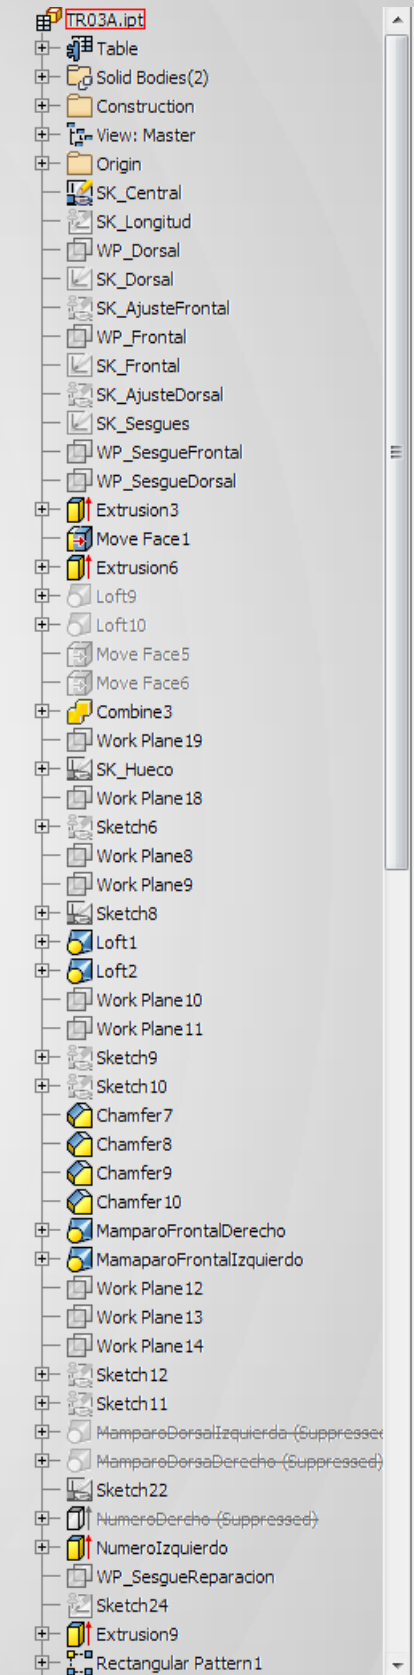 TR03A.ipt
Table
Solid Bodies(2)
Construction
View: Master
Origin
SK_Central
SK_Longitud
WP_Dorsal
SK_Dorsal
SK_AjusteFrontal
WP_Frontal
SK_Frontal
SK_AjusteDorsal
SK_Sesgues
WP_SesgueFrontal
WP_SesgueDorsal
Extrusion3
Move Face1
Extrusion6
Loft9
Loft10
Move Face5
Move Face6
Combine3
Work Plane19
SK_Hueco
Work Plane18
Sketch6
Work Plane8
Work Plane9
Sketch8
Loft1
Loft2
Work Plane10
Work Plane11
Sketch9
Sketch10
Chamfer7
Chamfer8
Chamfer9
Chamfer10
MamparoFrontalDerecho
MamaparoFrontalIzquierdo
Work Plane12
Work Plane13
Work Plane14
Sketch12
Sketch11
MamparoDorsalIzquierda (Suppressed
MamparoDorsaDerecho (Suppressed)
Sketch22
NumeroDercho (Suppressed)
NumeroIzquierdo
WP_SesgueReparacion
Sketch24
Extrusion9
Rectangular Pattern1